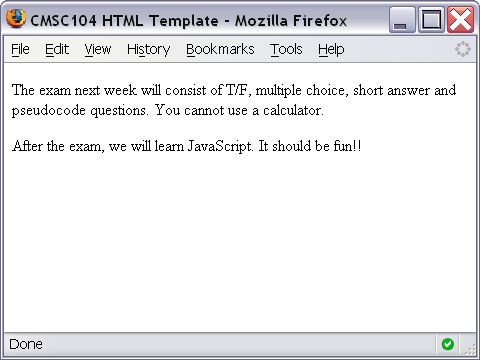 CMSC104 HTML Template - Mozilla Firefox
File Edit View History Bookmarks Tools Help
The exam next week will consist of T/F, multiple choice, short answer and
pseudocode questions. You cannot use a calculator.
After the exam, we will learn JavaScript. It should be fun!!
Done